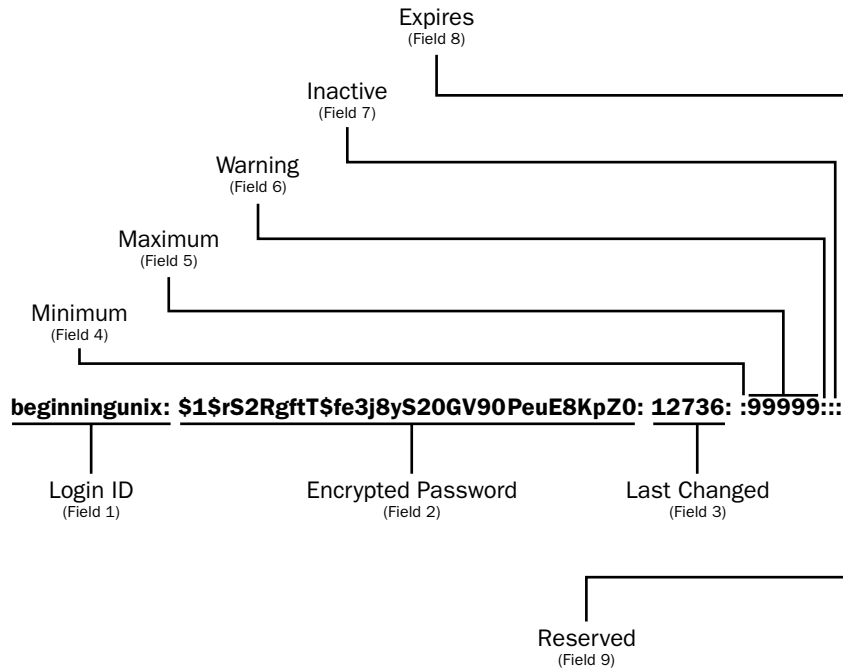 Expires
(Field 8)
Inactive
(Field 7)
Warning
(Field 6)
Maximum
(Field 5)
Minimum
(Field 4)
beginningunix: $1$rS2RgftT$fe3j8yS20GV90PeuE8KpZ0: 12736: :99999:::
Login ID
(Field 1)
Encrypted Password
(Field 2)
Last Changed
(Field 3)
Reserved
(Field 9)